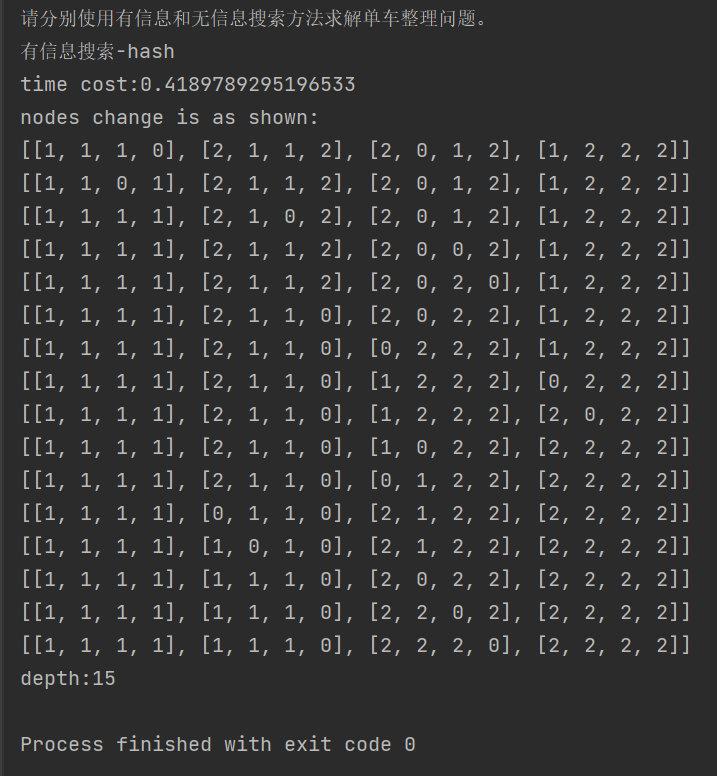 请分别使用有信息和无信息搜索方法求解单车整理问题。
有信息搜索-hash
time cost:0.4189789295196533
nodes change is as shown:
[[1, 1, 1, 0], [2, 1, 1, 2], [2, 0, 1, 2], [1, 2, 2, 2]]
[[1, 1, 0, 1], [2, 1, 1, 2], [2, 0, 1, 2], [1, 2, 2, 2]]
[[1, 1, 1, 1], [2, 1, 0, 2], [2, 0, 1, 2], [1, 2, 2, 2]]
[[1, 1, 1, 1], [2, 1, 1, 2], [2, 0, 0, 2], [1, 2, 2, 2]]
[[1, 1, 1, 1], [2, 1, 1, 2], [2, 0, 2, 0], [1, 2, 2, 2]]
[[1, 1, 1, 1], [2, 1, 1, 0], [2, 0, 2, 2], [1, 2, 2, 2]]
[[1, 1, 1, 1], [2, 1, 1, 0], [0, 2, 2, 2], [1, 2, 2, 2]]
[[1, 1, 1, 1], [2, 1, 1, 0], [1, 2, 2, 2], [0, 2, 2, 2]]
[[1, 1, 1, 1], [2, 1, 1, 0], [1, 2, 2, 2], [2, 0, 2, 2]]
[[1, 1, 1, 1], [2, 1, 1, 0], [1, 0, 2, 2], [2, 2, 2, 2]]
[[1, 1, 1, 1], [2, 1, 1, 0], [0, 1, 2, 2], [2, 2, 2, 2]]
[[1, 1, 1, 1], [0, 1, 1, 0], [2, 1, 2, 2], [2, 2, 2, 2]]
[[1, 1, 1, 1], [1, 0, 1, 0], [2, 1, 2, 2], [2, 2, 2, 2]]
[[1, 1, 1, 1], [1, 1, 1, 0], [2, 0, 2, 2], [2, 2, 2, 2]]
[[1, 1, 1, 1], [1, 1, 1, 0], [2, 2, 0, 2], [2, 2, 2, 2]]
[[1, 1, 1, 1], [1, 1, 1, 0], [2, 2, 2, 0], [2, 2, 2, 2]]
depth:15
Process finished with exit code 0